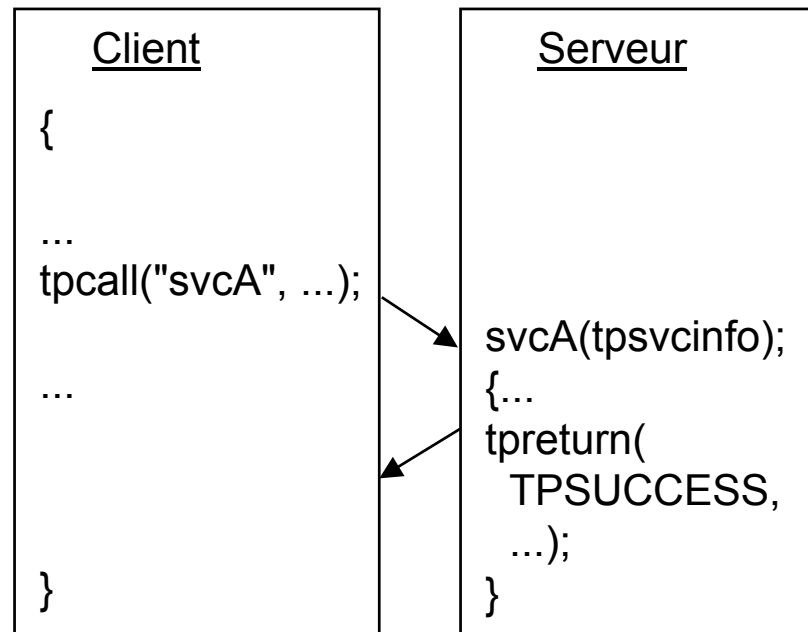 Client
{
...
tpcall("svcA", ...);
...
}
Serveur
svcA(tpsvcinfo);
{...
tpreturn(
TPSUCCESS,
...);
}